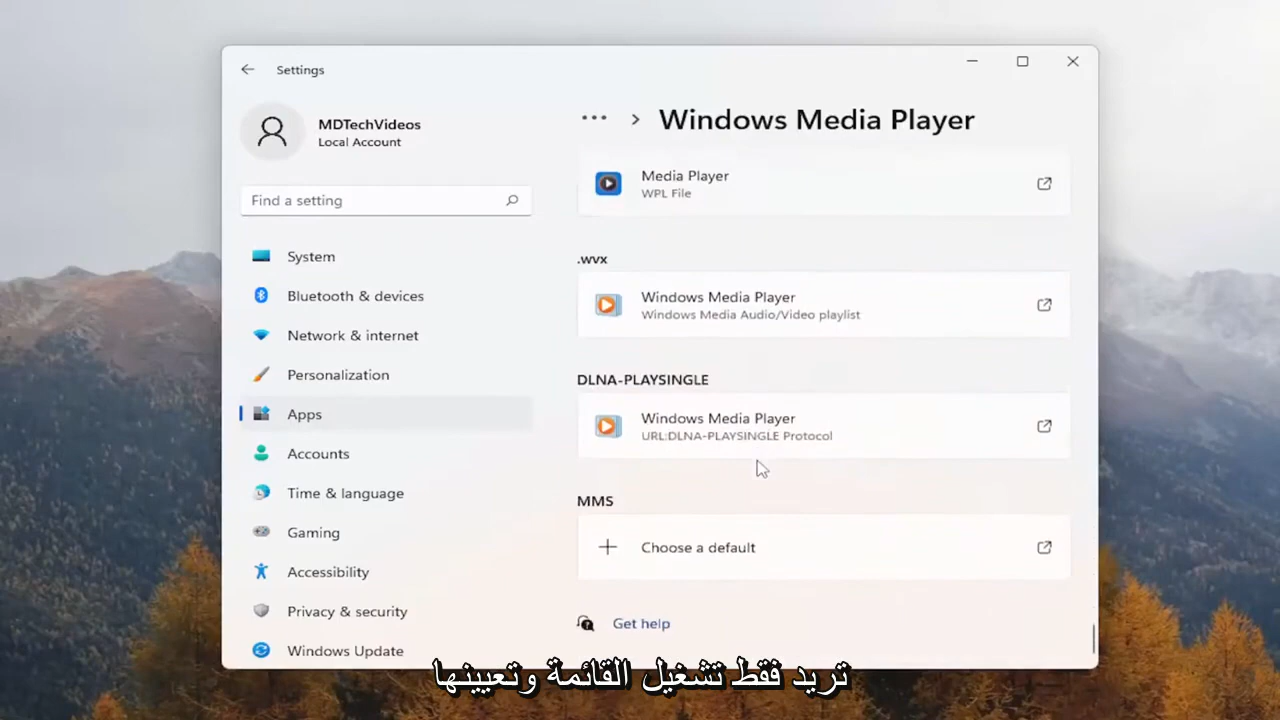 Settings
MDTechVideos
Local Account
Find a setting
System
Bluetooth & devices
Network & internet
Personalization
Apps
Accounts
Time & language
Gaming
Accessibility
Privacy & security
Windows Update
Windows Media Player
Media Player
WPL File
.wvx
Windows Media Player
Windows Media Audio/Video playlist
DLNA-PLAYSINGLE
Windows Media Player
URL:DLNA-PLAYSINGLE Protocol
MMS
Choose a default
Get help
تريد فقط تشغيل القائمة وتعيينها